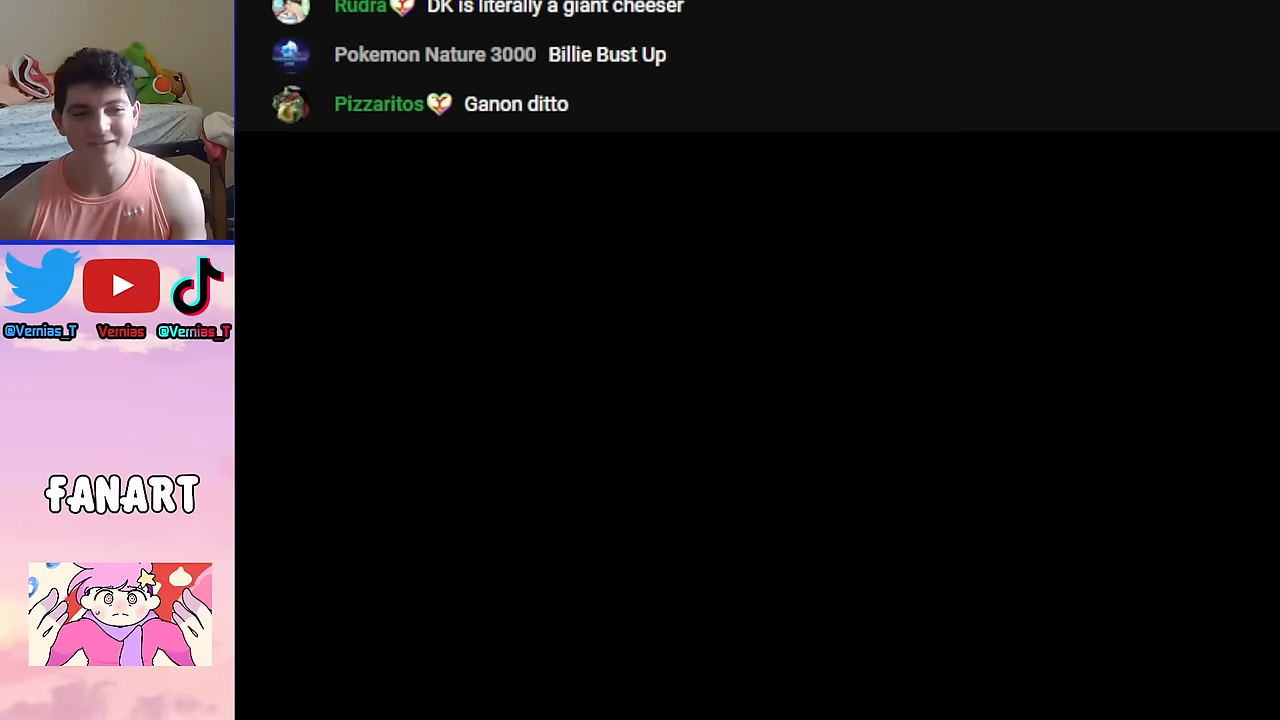 Rudra DK is literally a giant cheeser
Pokemon Nature 3000 Billie Bust Up
Pizzaritos Ganon ditto
@Vernias_T Vernias @Vernias_T
FANART